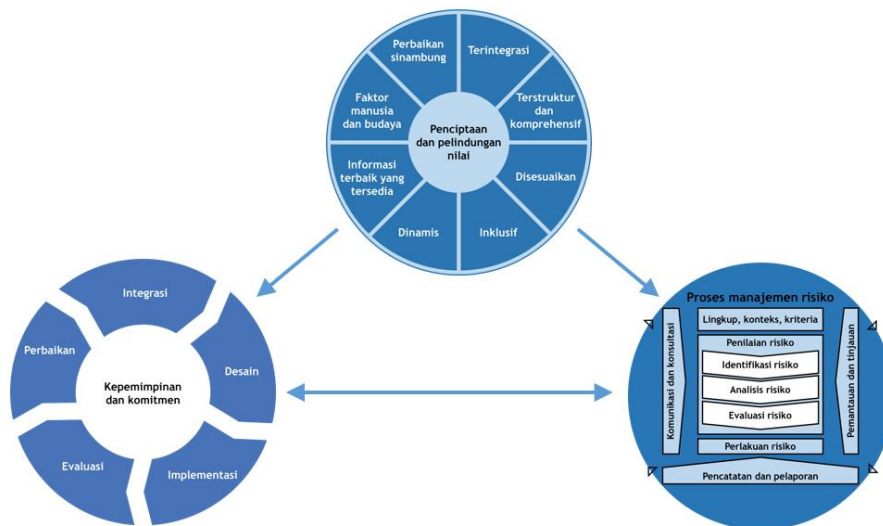 Perbaikan
sinambung
Terintegrasi
Faktor
manusia
dan budaya
Terstruktur
dan
komprehensif
Penciptaan
dan pelindungan
nilai
Informasi
terbaik yang
tersedia
Disesuaikan
Dinamis
Inklusif
Integrasi
Perbaikan
Desain
Kepemimpinan
dan komitmen
Evaluasi
Implementasi
Proses manajemen risiko
Komunikasi dan konsultasi
Lingkup, konteks, kriteria
Penilaian risiko
Identifikasi risiko
Analisis risiko
Evaluasi risiko
Perlakuan risiko
Pemantauan dan tinjauan
Pencatatan dan pelaporan